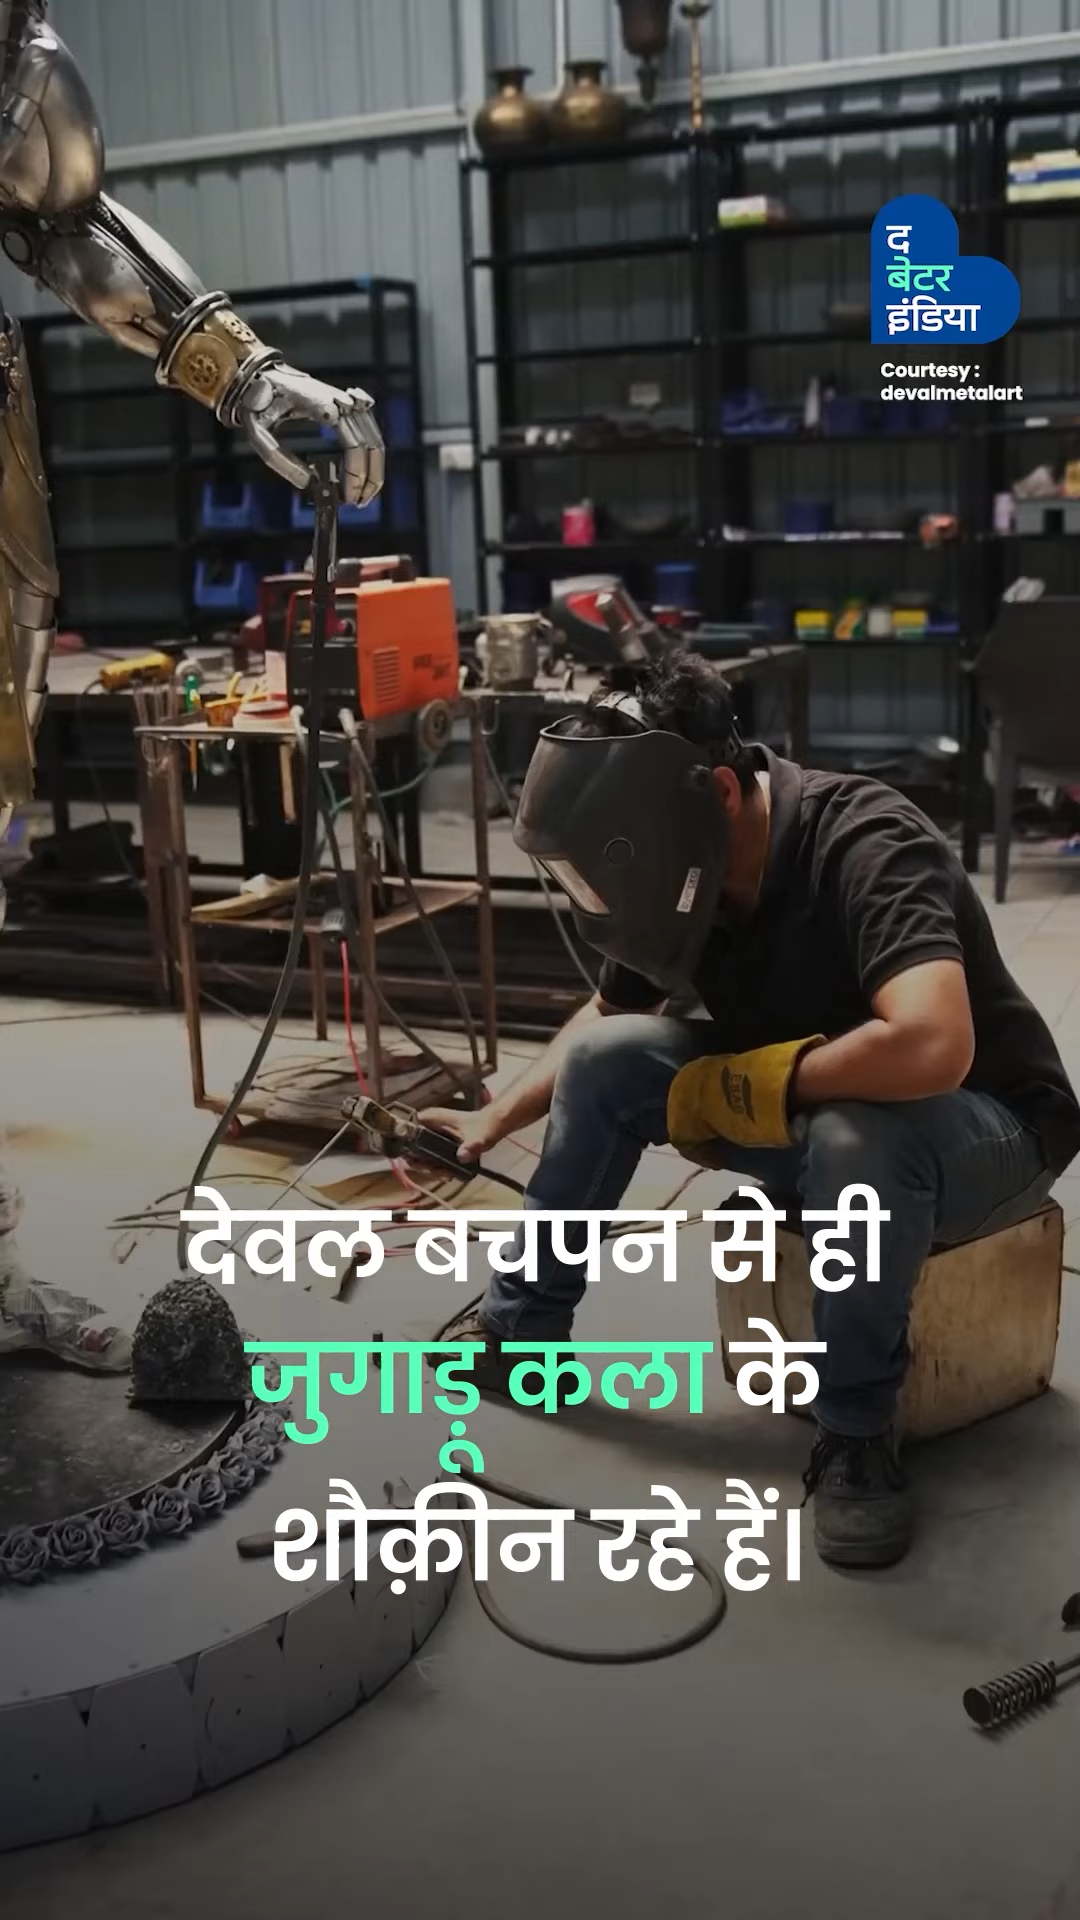 द
बेटर
इंडिया
Courtesy :
devalmetalart
देवल बचपन से ही
जुगाड़ू कला के
शौक़ीन रहे हैं।